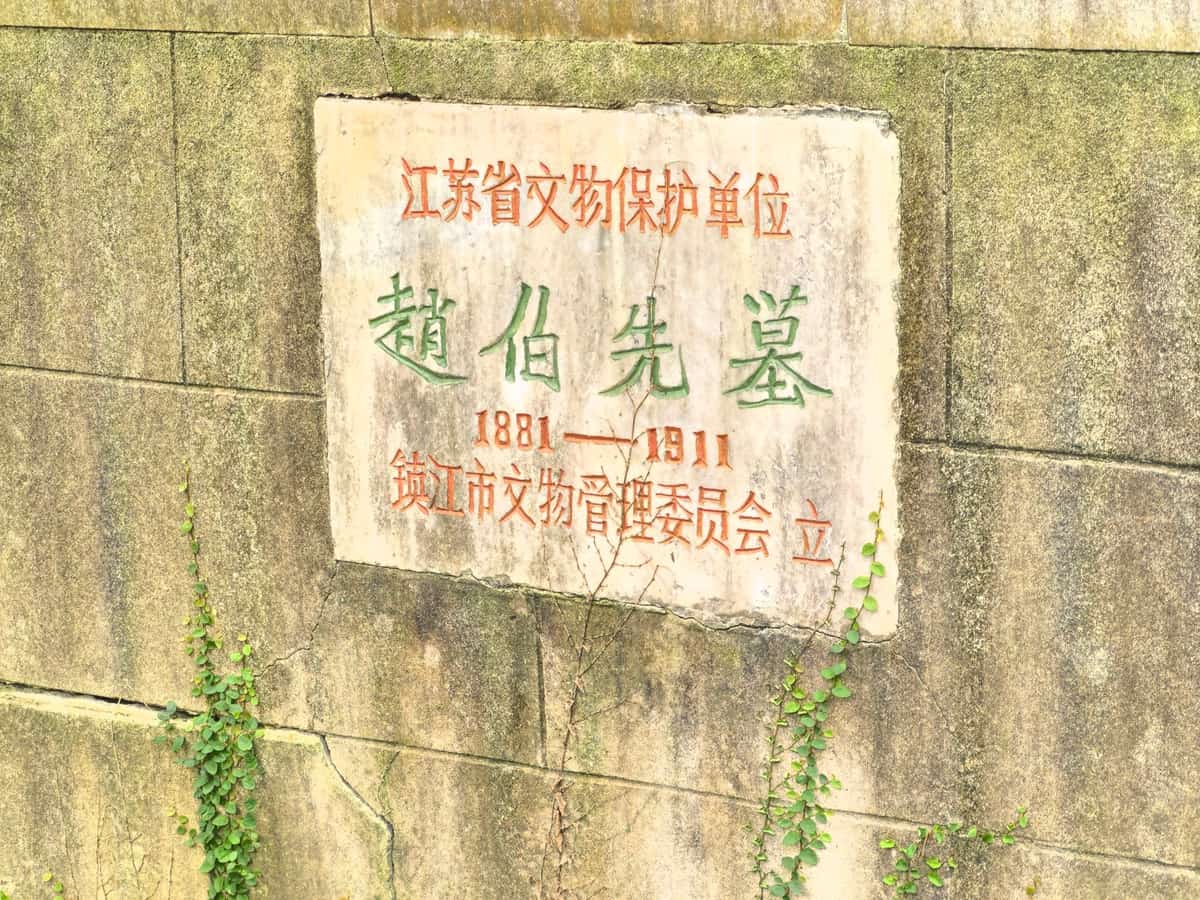 江苏省文物保护单位
趙伯先墓
1881—1911
镇江市文物管理委员会 立